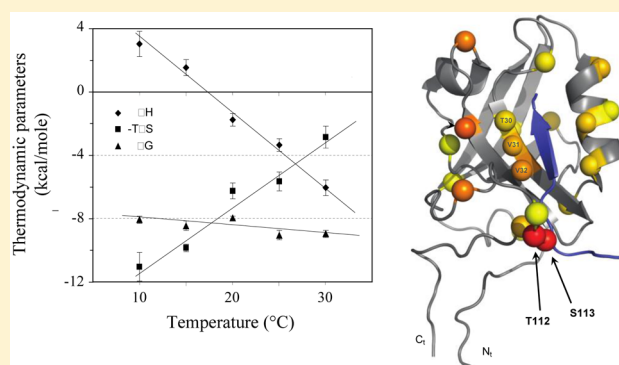 Thermodynamic parameters
(kcal/mole)
4
0
-4
-8
-12
◆ □H
■ -T□S
▲ □G
10 15 20 25 30
Temperature (°C)
T30
V31
V32
T112
S113
Ct
Nt